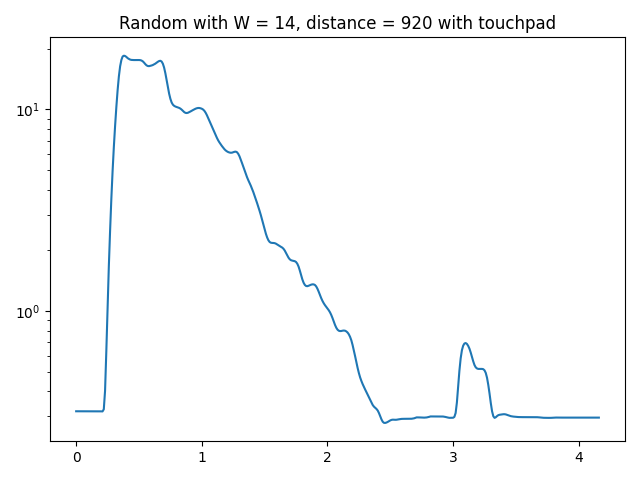 Random with W = 14, distance = 920 with touchpad
10¹
10⁰
0 1 2 3 4